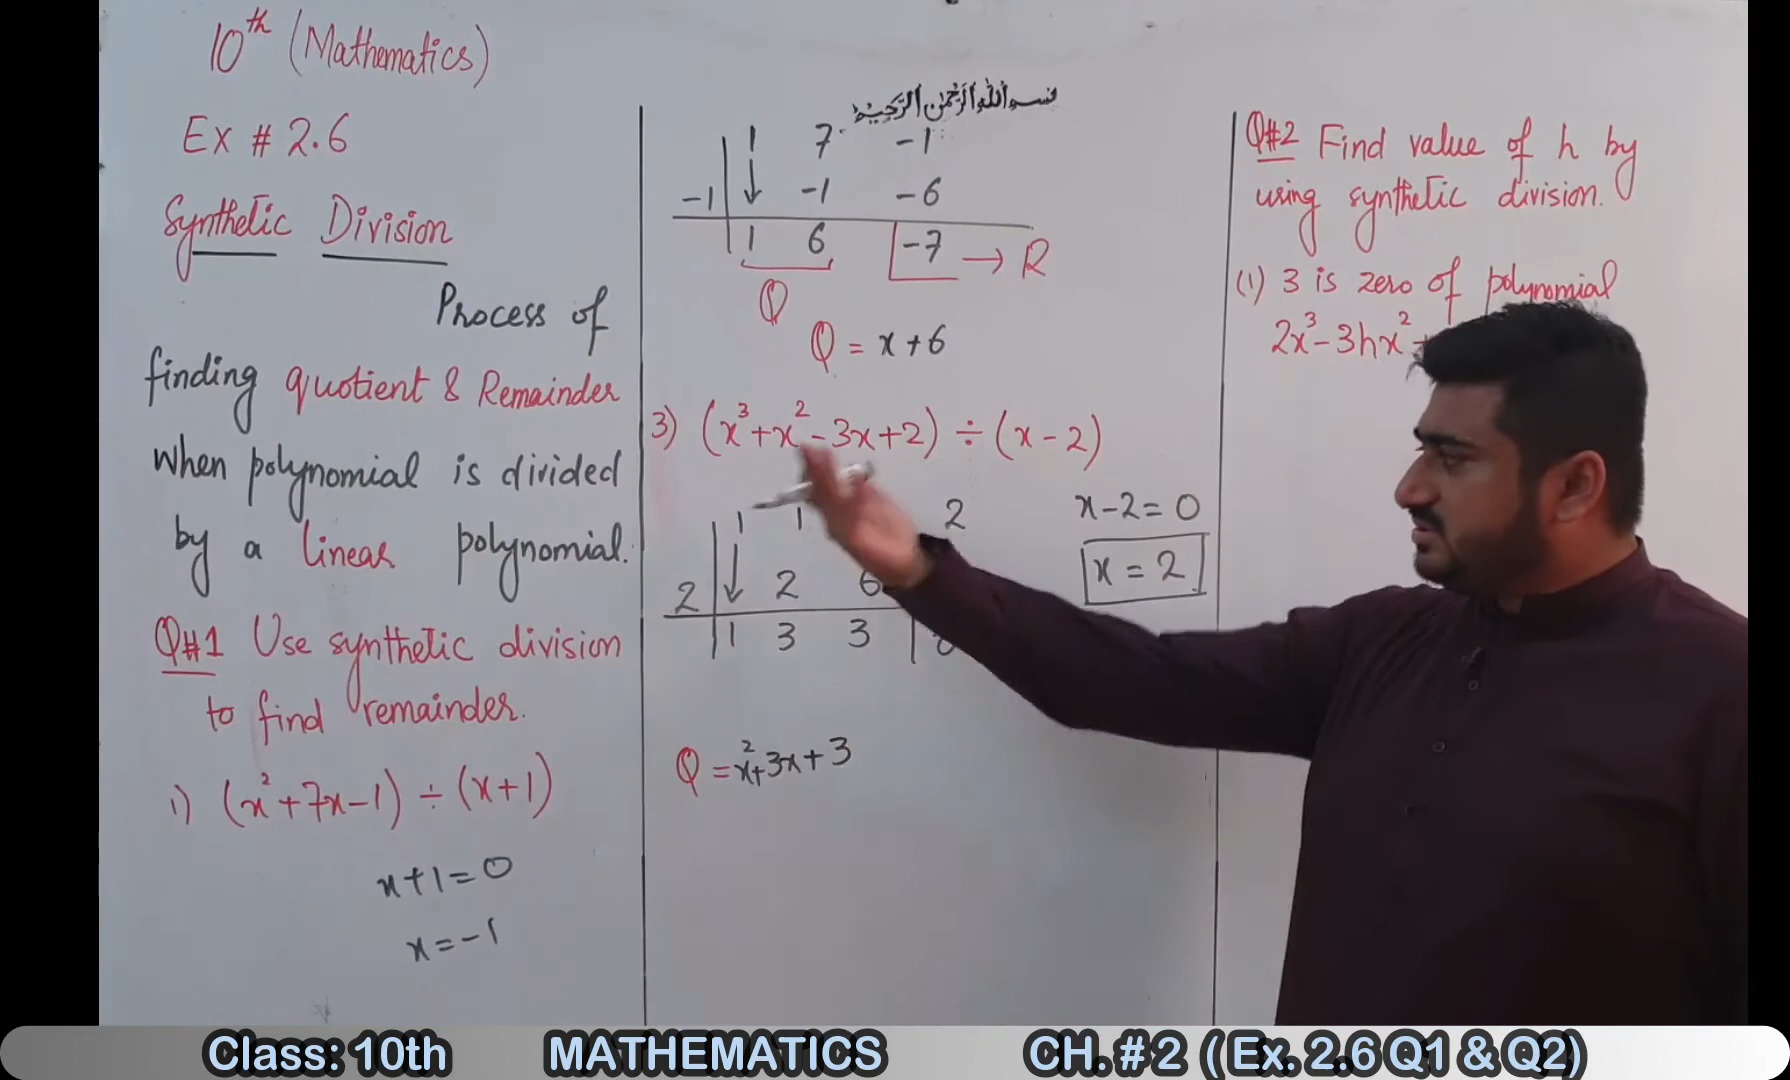 10th (Mathematics)
Ex # 2.6
Synthetic Division
Process of
finding quotient & Remainder
when polynomial is divided
by a linear polynomial.
Q#1 Use synthetic division
to find remainder.
i) (x²+7x-1) ÷ (x+1)
x+1=0
x=-1
بسم اللہ الرحمٰن الرحیم
1 7 -1
-1 -1 -6
1 6 -7 → R
Q
Q = x+6
3) (x³+x²-3x+2) ÷ (x-2)
1 1 2
2 2 6
1 3 3
x-2=0
x=2
Q = x²+3x+3
Q#2 Find value of h by
using synthetic division.
(1) 3 is zero of polynomial
2x³-3hx²
Class: 10th MATHEMATICS CH. # 2 ( Ex. 2.6 Q1 & Q2)